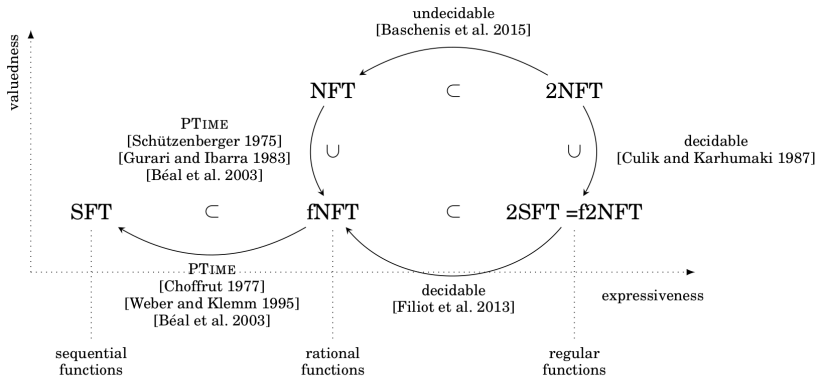 undecidable
[Baschenis et al. 2015]
valuedness
NFT
⊂
2NFT
PTIME
[Schützenberger 1975]
[Gurari and Ibarra 1983]
[Béal et al. 2003]
∪
∪
decidable
[Culik and Karhumaki 1987]
SFT
⊂
fNFT
⊂
2SFT =f2NFT
PTIME
[Choffrut 1977]
[Weber and Klemm 1995]
[Béal et al. 2003]
decidable
[Filiot et al. 2013]
expressiveness
sequential
functions
rational
functions
regular
functions